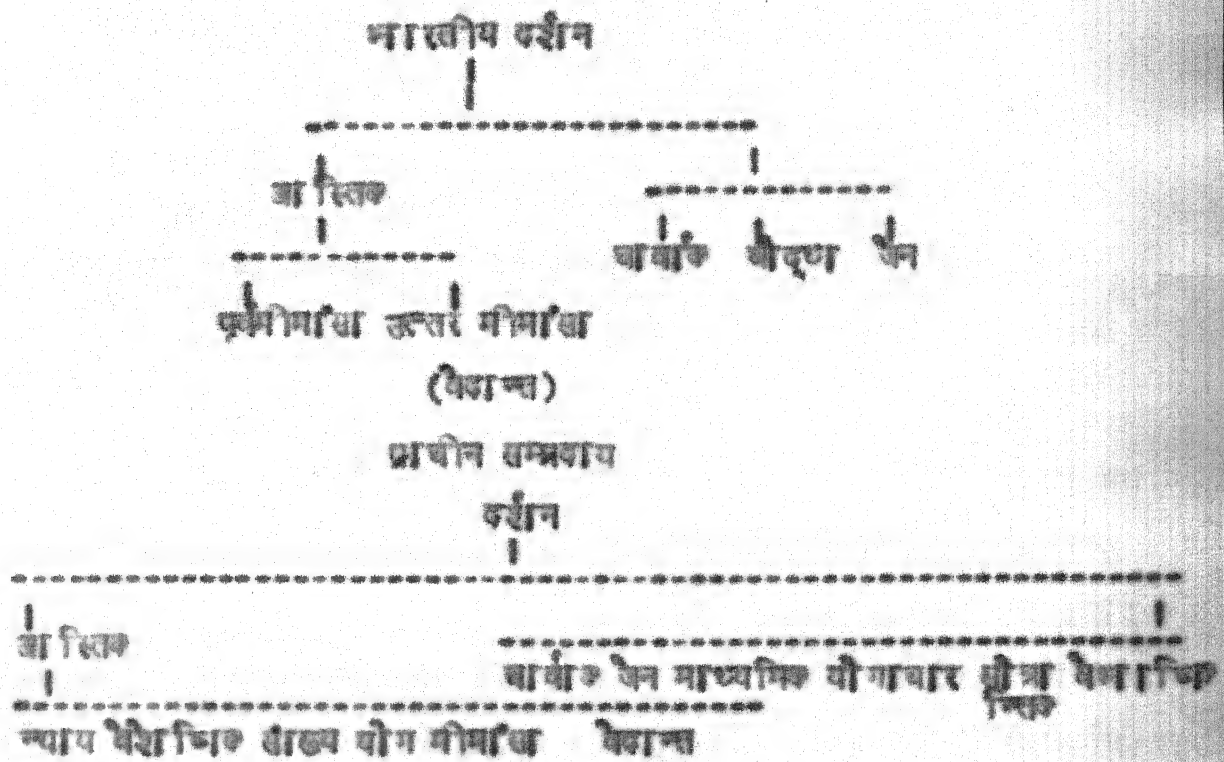 भारतीय दर्शन
आस्तिक
चार्वाक बौद्ध जैन
पूर्वमीमांसा उत्तर मीमांसा
(वेदान्त)
प्राचीन सम्प्रदाय
दर्शन
आस्तिक
चार्वाक जैन माध्यमिक योगाचार सौत्रा वैभाषिक
न्तिक
न्याय वैशेषिक सांख्य योग मीमांसा वेदान्त